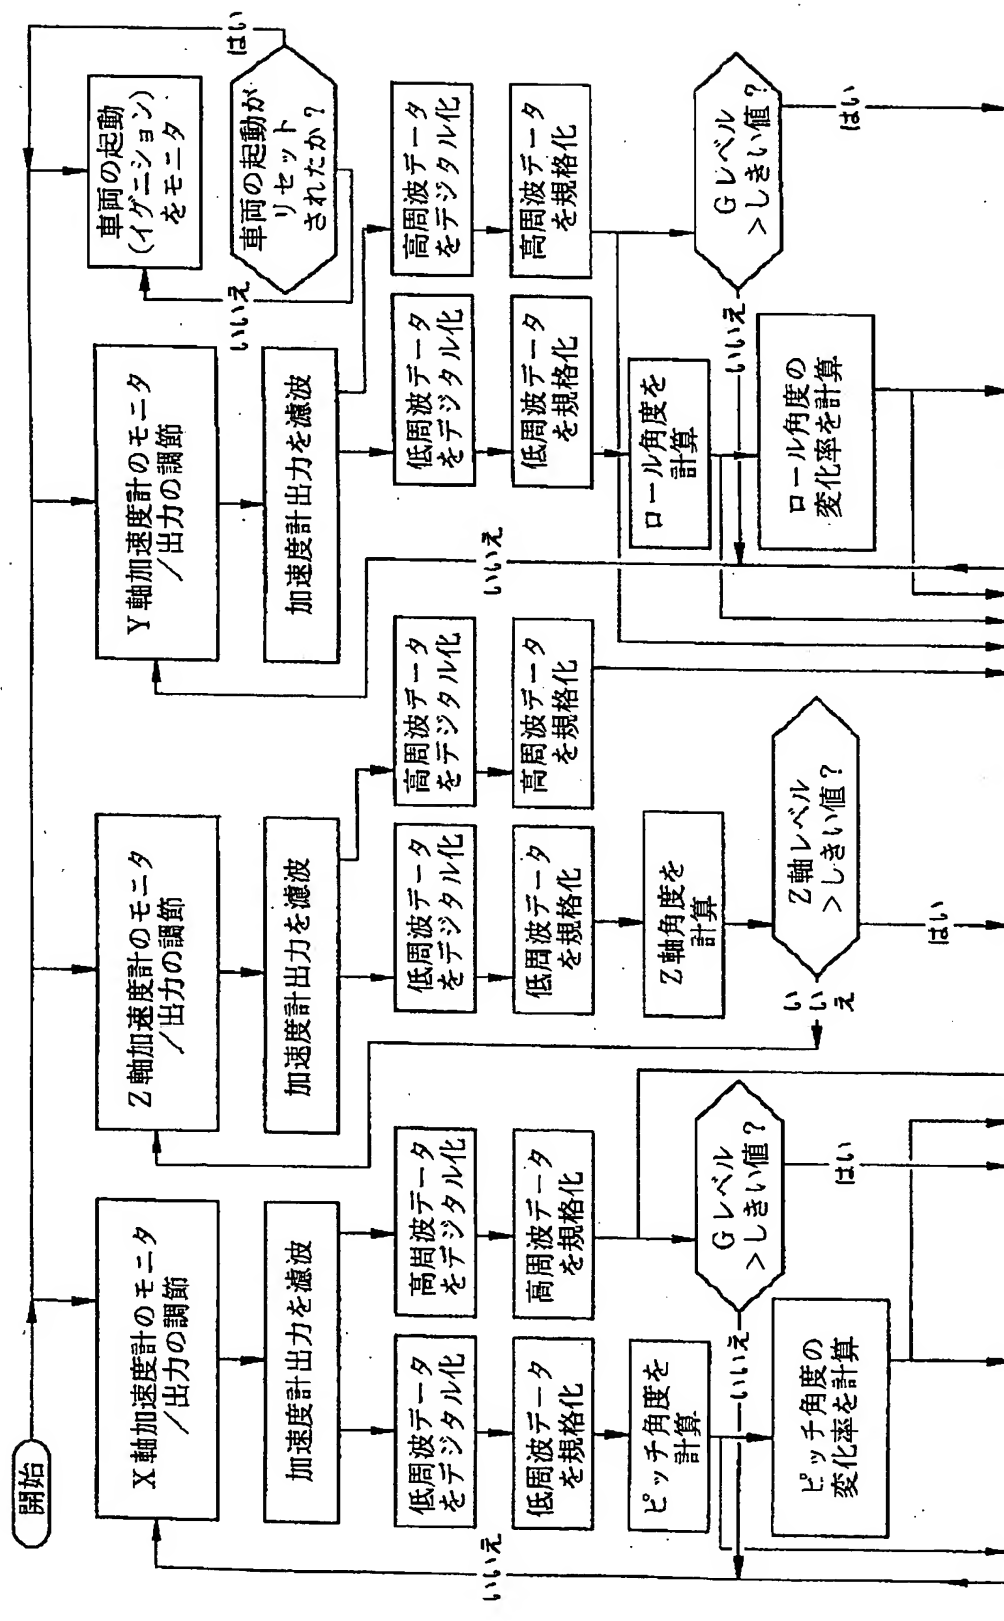 開始
X軸加速度計のモニタ
/出力の調節
加速度計出力を濾波
低周波データ
をデジタル化
高周波データ
をデジタル化
低周波データ
を規格化
高周波データ
を規格化
ピッチ角度を
計算
Gレベル
>しきい値?
いいえ
はい
ピッチ角度の
変化率を計算
いいえ
Z軸加速度計のモニタ
/出力の調節
加速度計出力を濾波
低周波データ
をデジタル化
高周波データ
をデジタル化
低周波データ
を規格化
高周波データ
を規格化
Z軸角度を
計算
Z軸レベル
>しきい値?
いいえ
はい
Y軸加速度計のモニタ
/出力の調節
加速度計出力を濾波
低周波データ
をデジタル化
高周波データ
をデジタル化
低周波データ
を規格化
高周波データ
を規格化
ロール角度を
計算
Gレベル
>しきい値?
いいえ
はい
ロール角度の
変化率を計算
いいえ
車両の起動
(イグニション)
をモニタ
車両の起動が
リセット
されたか?
いいえ
はい